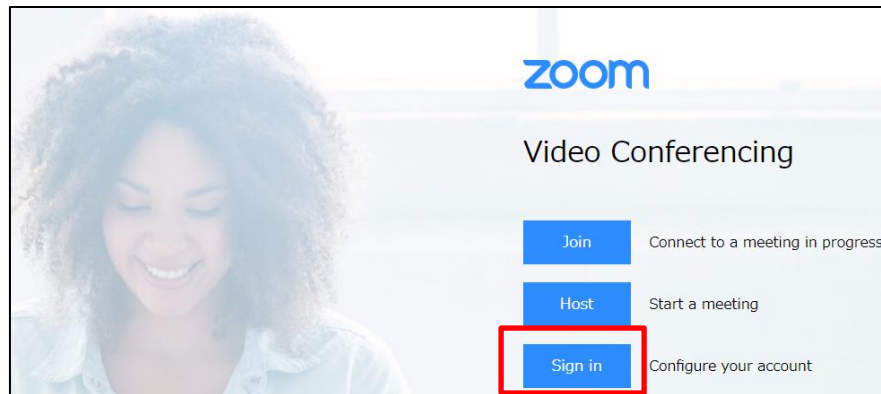 zoom
Video Conferencing
Join Connect to a meeting in progress
Host Start a meeting
Sign in Configure your account